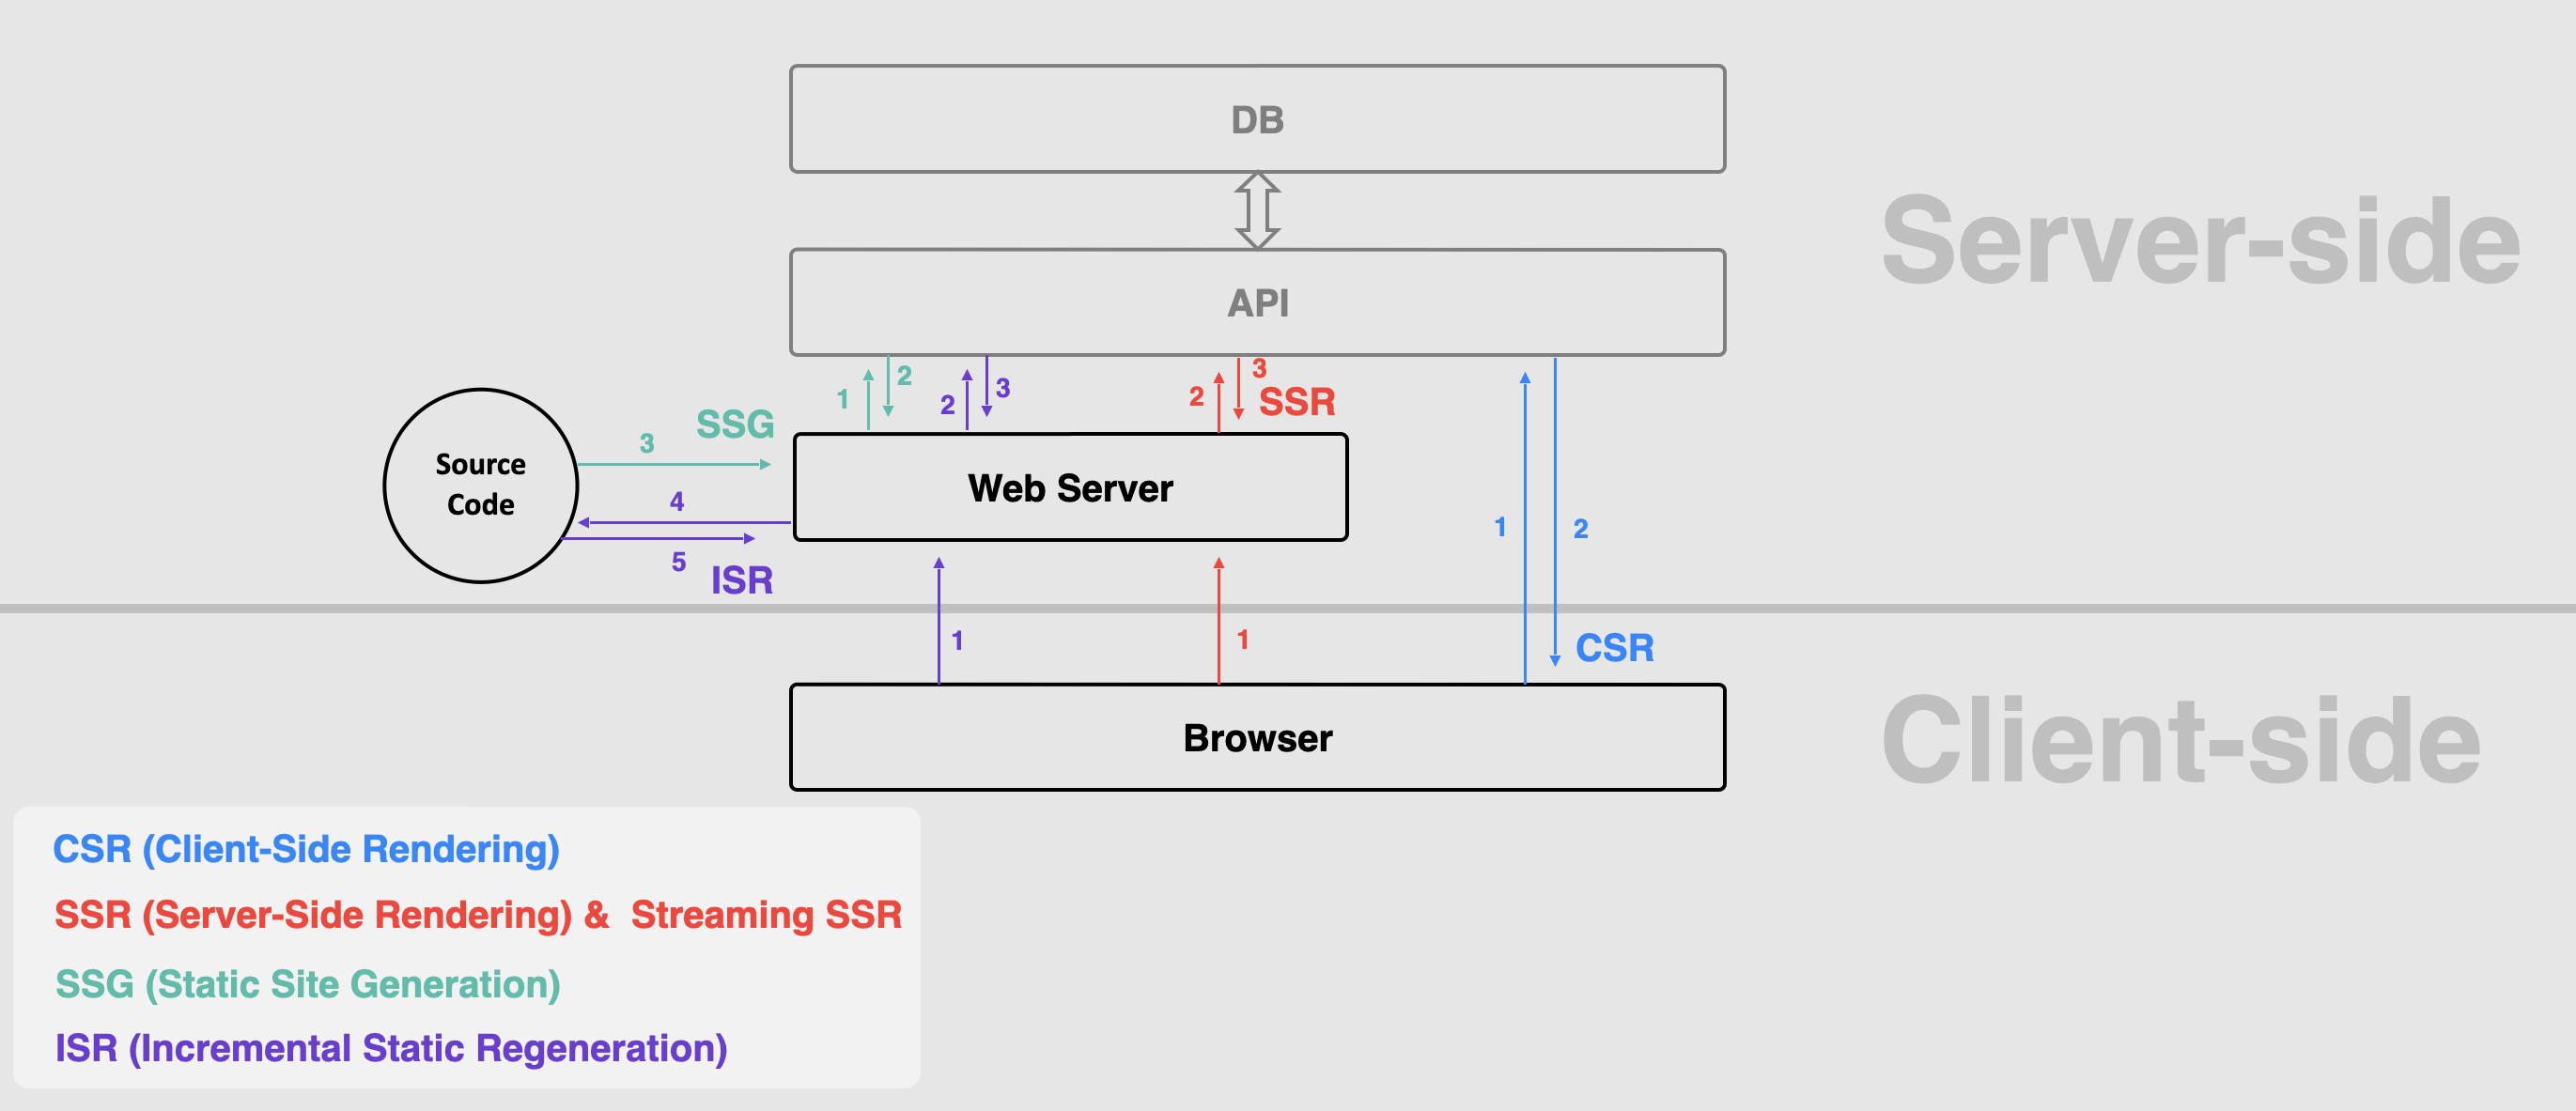 DB
Server-side
API
1
2
2
3
2
3
SSR
SSG
3
Source
Code
Web Server
4
5
ISR
1
2
1
1
CSR
Browser
Client-side
CSR (Client-Side Rendering)
SSR (Server-Side Rendering) & Streaming SSR
SSG (Static Site Generation)
ISR (Incremental Static Regeneration)